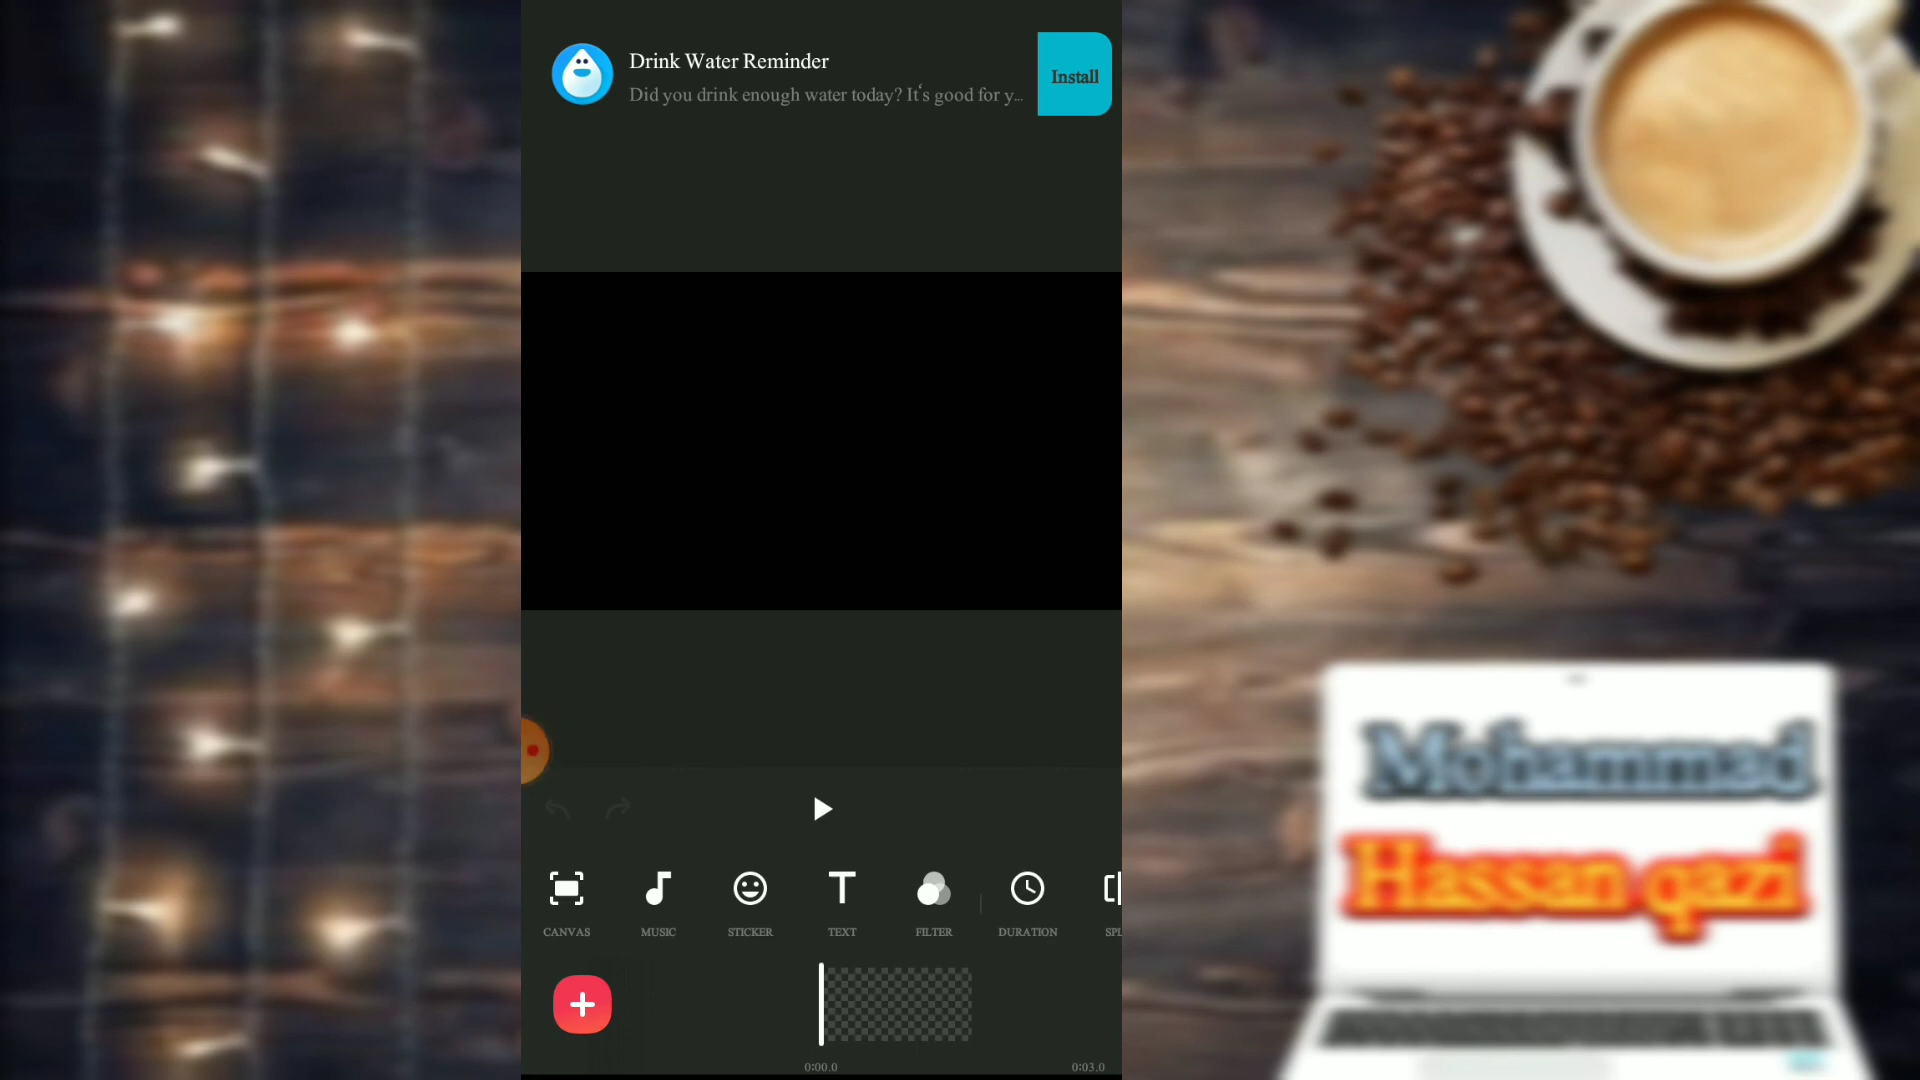 Drink Water Reminder
Did you drink enough water today? It's good for y...
Install
CANVAS
MUSIC
STICKER
TEXT
FILTER
DURATION
SPL
0:00.0
0:03.0
Mohammad
Hassan qazi